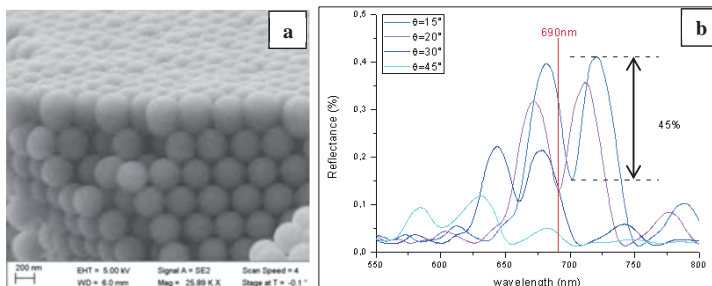 a
200 nm
EHT = 5.00 kV
Signal A = SE2
Scan Speed = 4
WD = 6.0 mm
Mag = 25.89 K X
Stage at T = -0.1 °
b
690nm
θ=15°
θ=20°
θ=30°
θ=45°
45%
Reflectance (%)
0,5
0,4
0,3
0,2
0,1
0,0
550
600
650
700
750
800
wavelength (nm)